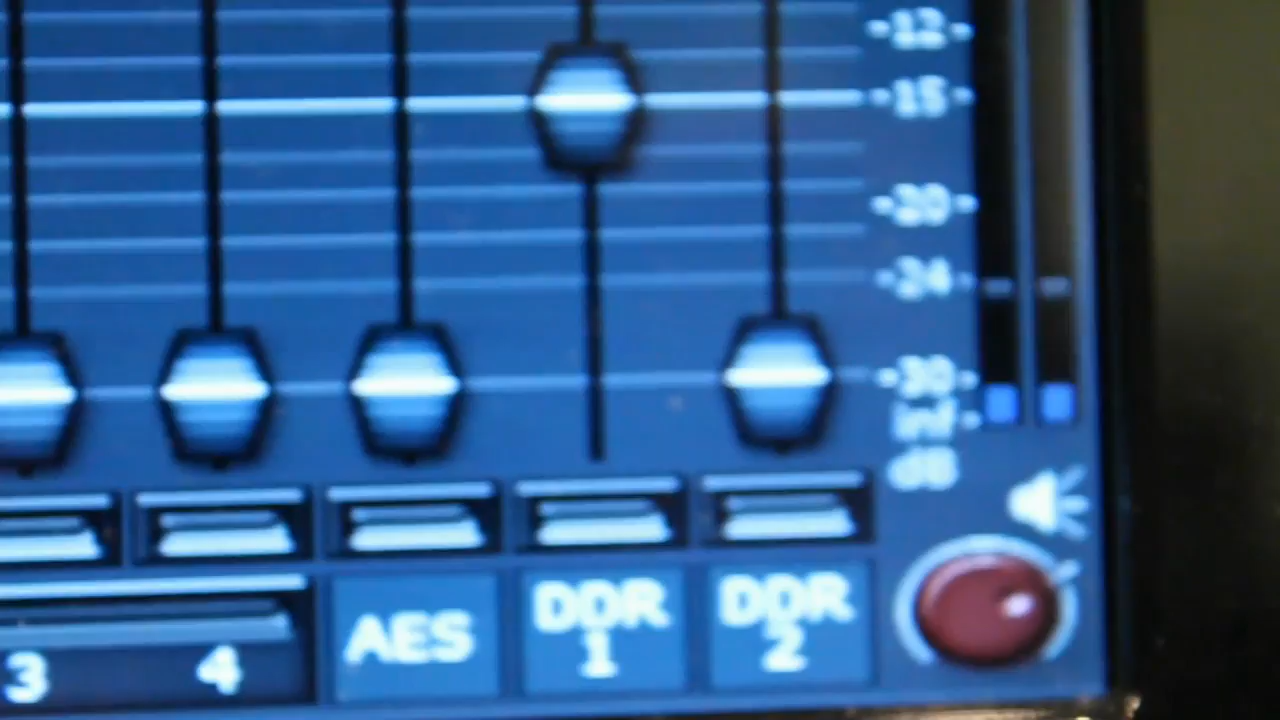 -12-
-15-
-20-
-24-
-30-
inf-
dB
3
4
AES
DDR
1
DDR
2